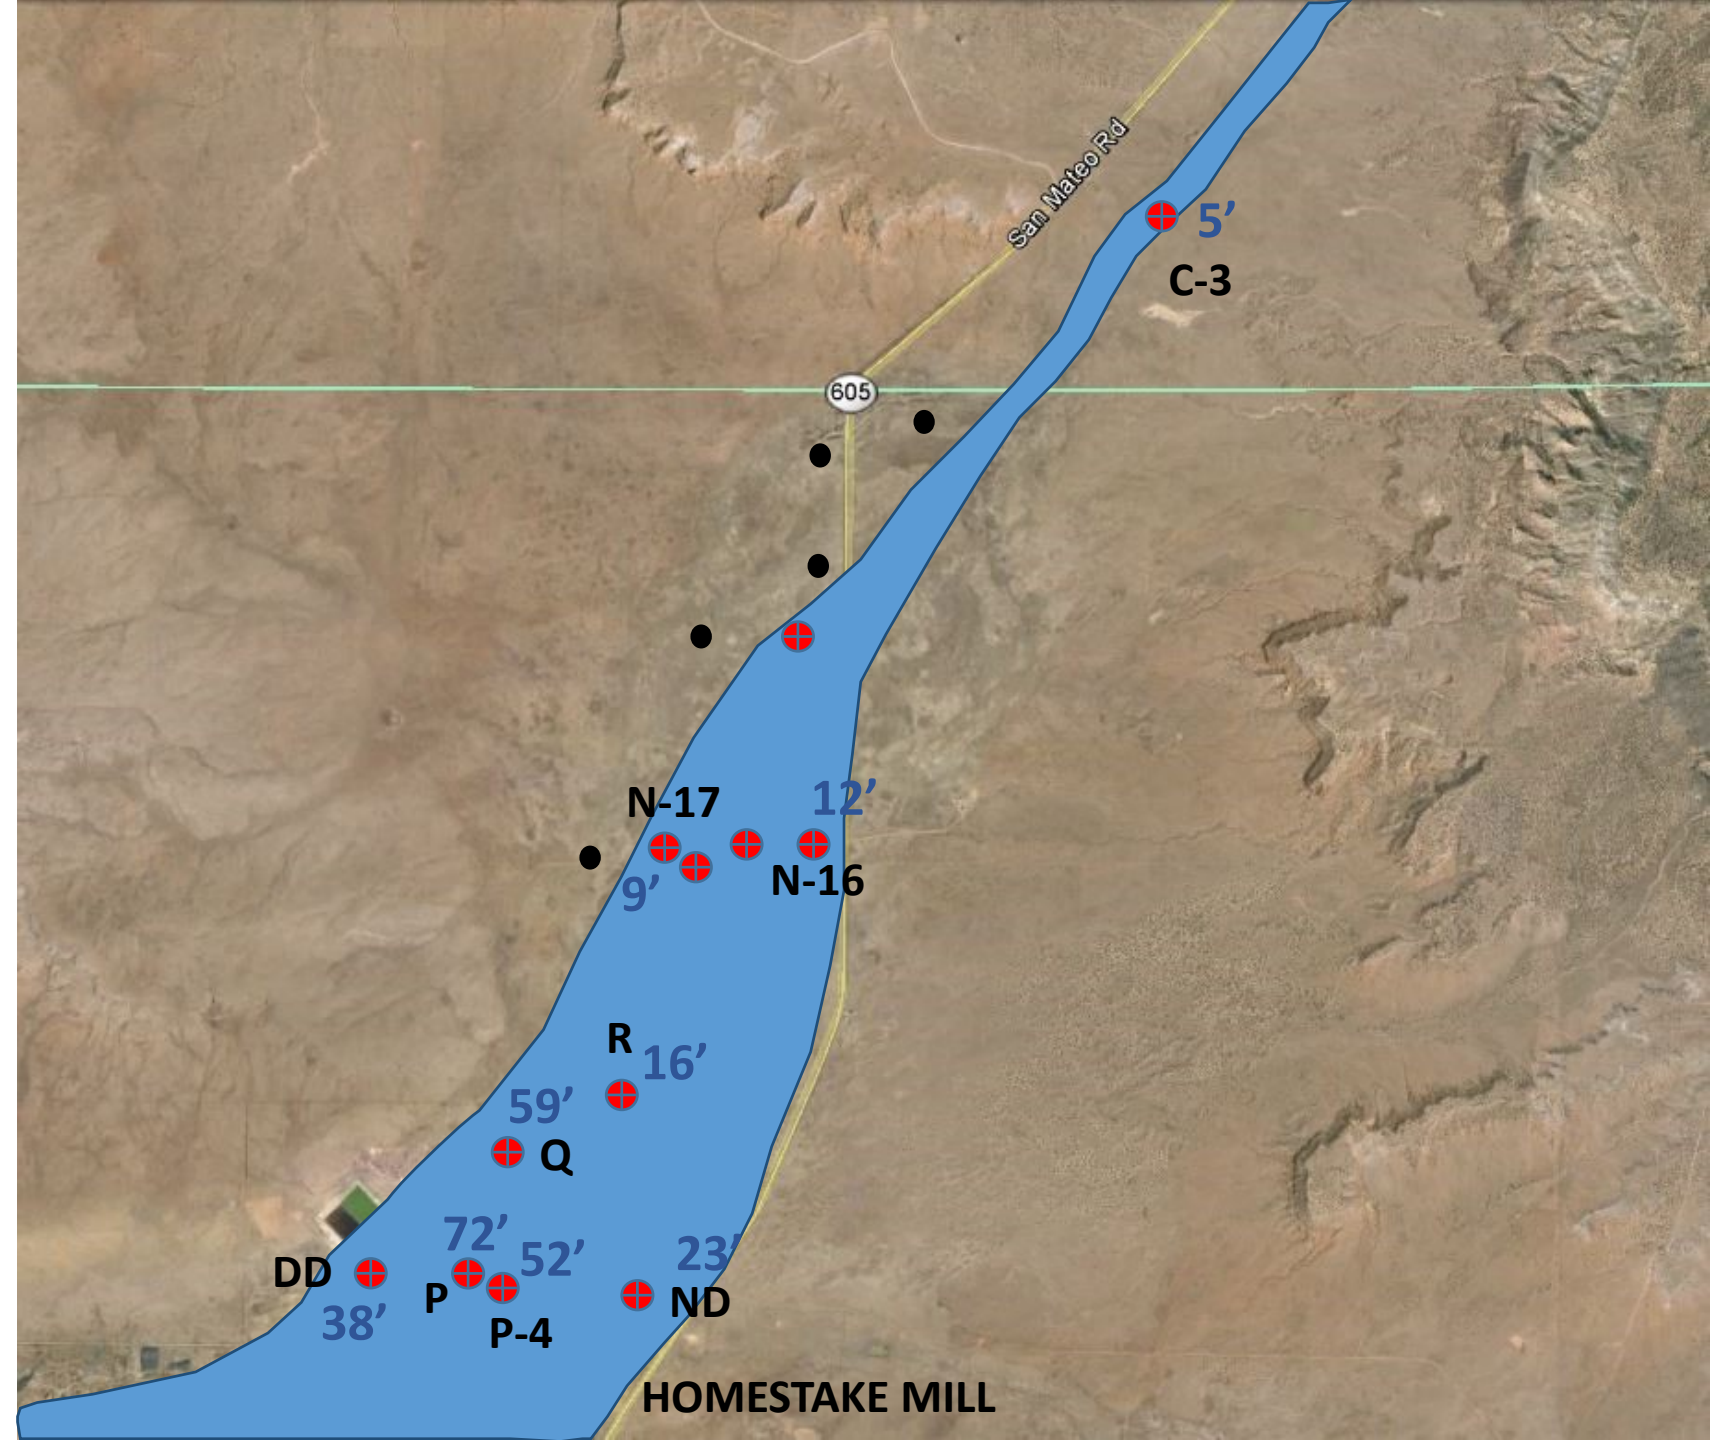 San Mateo Rd
5’
C-3
605
N-17
12’
9’
N-16
R
16’
59’
Q
72’
52’
23’
DD
P
ND
38’
P-4
HOMESTAKE MILL